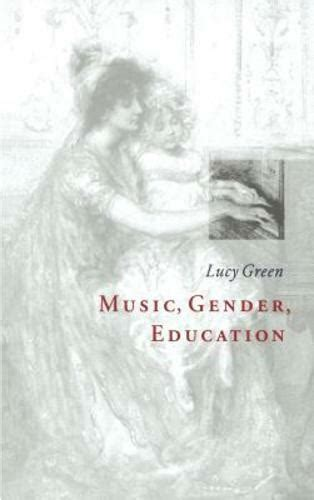 Lucy Green
MUSIC, GENDER,
EDUCATION